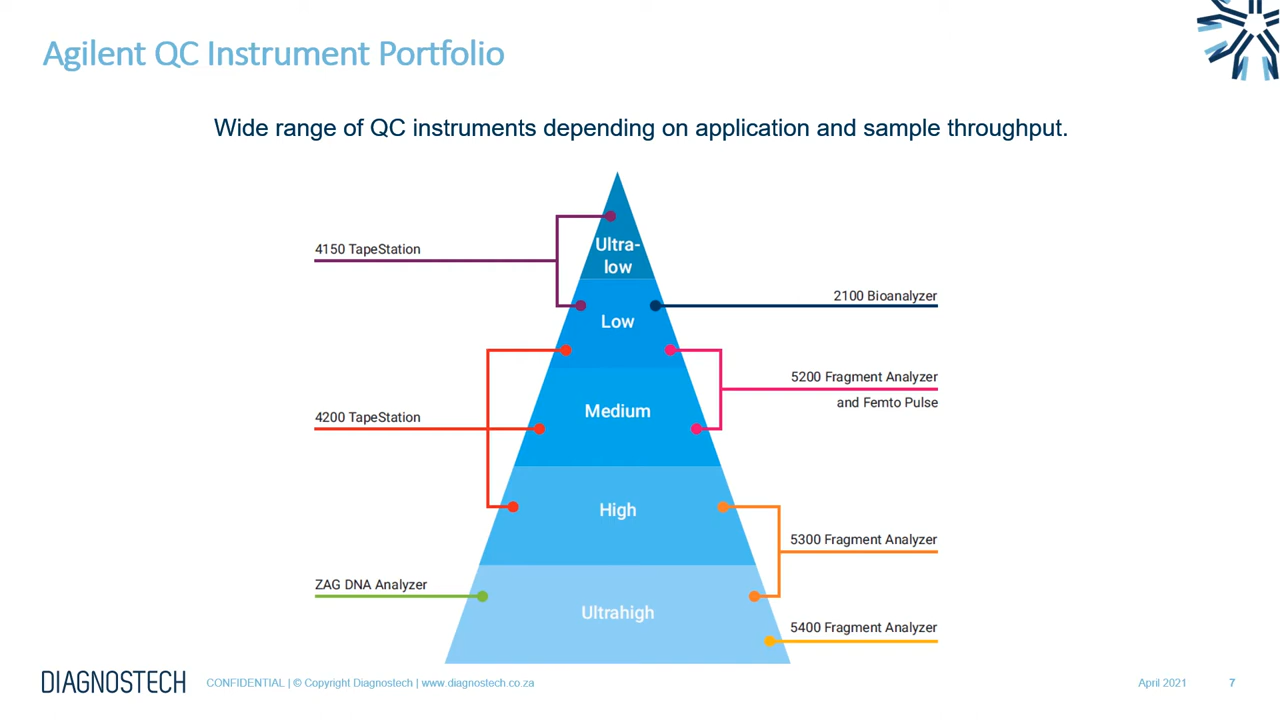 Agilent QC Instrument Portfolio
Wide range of QC instruments depending on application and sample throughput.
4150 TapeStation
Ultra-
low
2100 Bioanalyzer
Low
5200 Fragment Analyzer
and Femto Pulse
4200 TapeStation
Medium
High
5300 Fragment Analyzer
ZAG DNA Analyzer
Ultrahigh
5400 Fragment Analyzer
DIAGNOSTECH
CONFIDENTIAL | © Copyright Diagnostech | www.diagnostech.co.za
April 2021
7